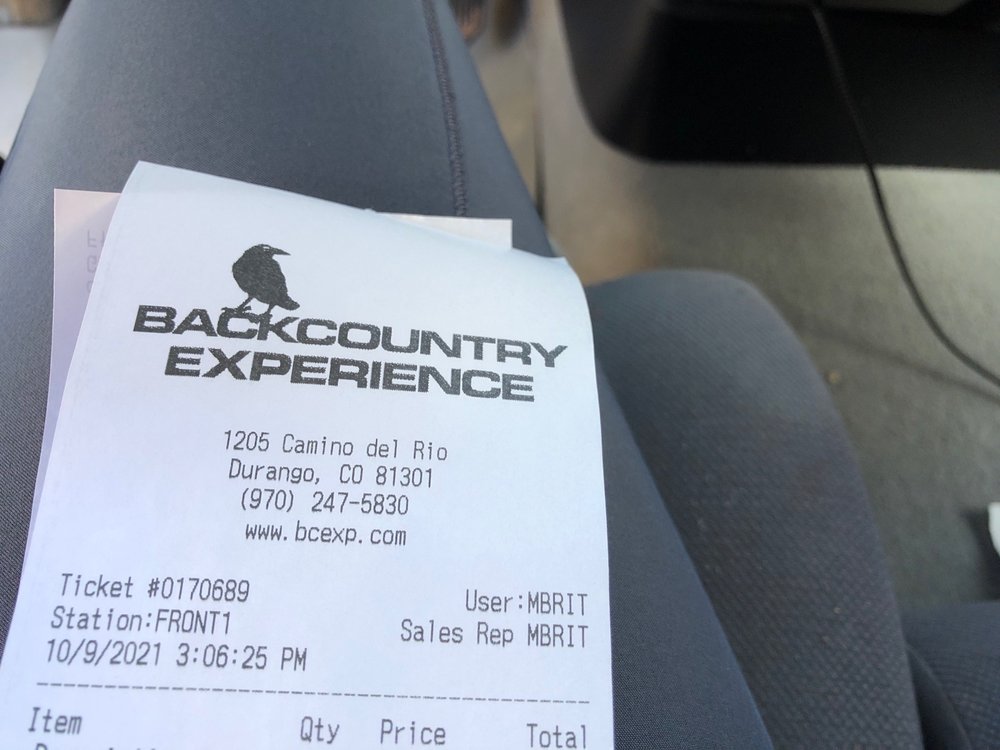 BACKCOUNTRY
EXPERIENCE
1205 Camino del Rio
Durango, CO 81301
(970) 247-5830
www.bcexp.com
Ticket #0170689
User:MBRIT
Station:FRONT1
Sales Rep MBRIT
10/9/2021 3:06:25 PM
Item Qty Price Total